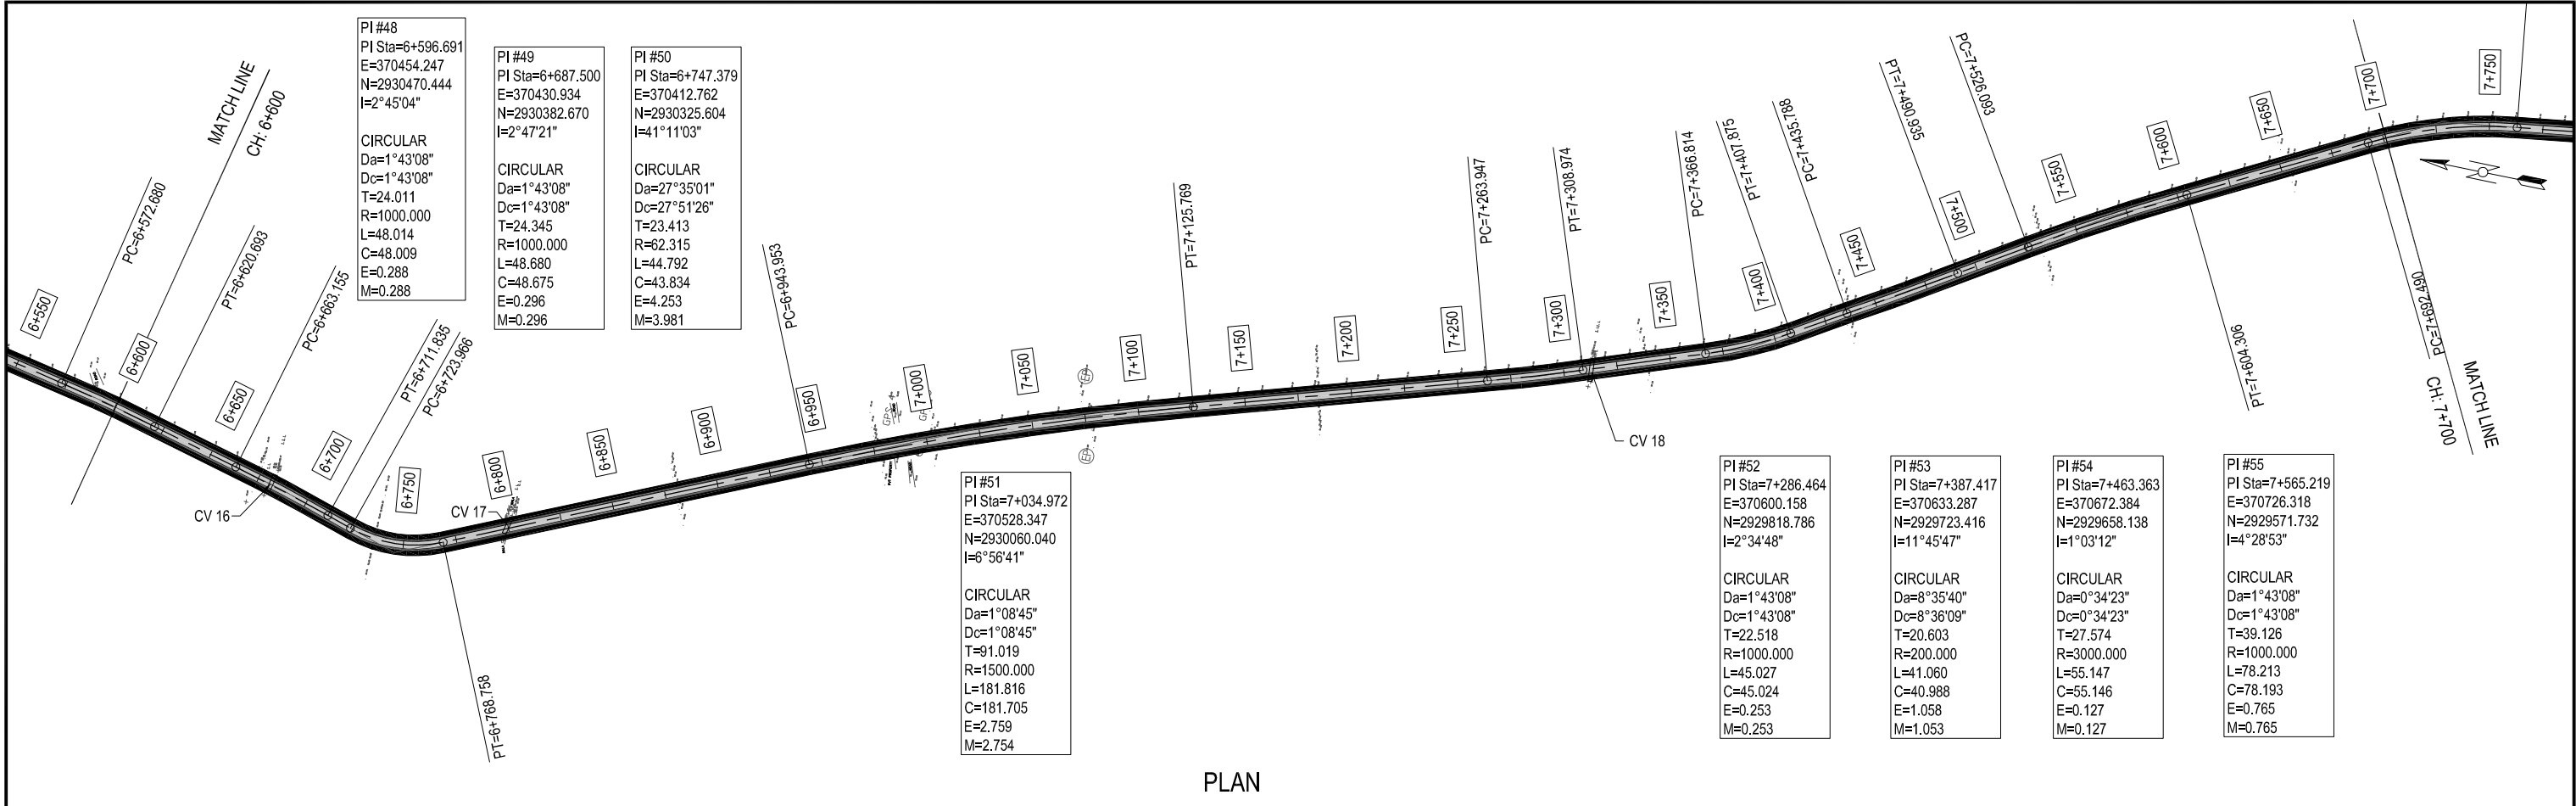 PI #48
PI Sta=6+596.691
E=370454.247
N=2930470.444
I=2°45'04"
CIRCULAR
Da=1°43'08"
Dc=1°43'08"
T=24.011
R=1000.000
L=48.014
C=48.009
E=0.288
M=0.288
PI #49
PI Sta=6+687.500
E=370430.934
N=2930382.670
I=2°47'21"
CIRCULAR
Da=1°43'08"
Dc=1°43'08"
T=24.345
R=1000.000
L=48.680
C=48.675
E=0.296
M=0.296
PI #50
PI Sta=6+747.379
E=370412.762
N=2930325.604
I=41°11'03"
CIRCULAR
Da=27°35'01"
Dc=27°51'26"
T=23.413
R=62.315
L=44.792
C=43.834
E=4.253
M=3.981
MATCH LINE
CH: 6+600
PC=6+572.680
PT=6+620.693
PC=6+663.155
PT=6+711.835
PC=6+723.966
PT=6+768.758
PC=6+943.953
PT=7+125.769
PC=7+263.947
PT=7+308.974
PC=7+366.814
PT=7+407.875
PC=7+435.788
PT=7+490.935
PC=7+526.093
PT=7+604.306
PC=7+692.490
MATCH LINE
CH: 7+700
6+550
6+600
6+650
6+700
6+750
6+800
6+850
6+900
6+950
7+000
7+050
7+100
7+150
7+200
7+250
7+300
7+350
7+400
7+450
7+500
7+550
7+600
7+650
7+700
7+750
CV 16
CV 17
CV 18
EP
EP
PI #51
PI Sta=7+034.972
E=370528.347
N=2930060.040
I=6°56'41"
CIRCULAR
Da=1°08'45"
Dc=1°08'45"
T=91.019
R=1500.000
L=181.816
C=181.705
E=2.759
M=2.754
PI #52
PI Sta=7+286.464
E=370600.158
N=2929818.786
I=2°34'48"
CIRCULAR
Da=1°43'08"
Dc=1°43'08"
T=22.518
R=1000.000
L=45.027
C=45.024
E=0.253
M=0.253
PI #53
PI Sta=7+387.417
E=370633.287
N=2929723.416
I=11°45'47"
CIRCULAR
Da=8°35'40"
Dc=8°36'09"
T=20.603
R=200.000
L=41.060
C=40.988
E=1.058
M=1.053
PI #54
PI Sta=7+463.363
E=370672.384
N=2929658.138
I=1°03'12"
CIRCULAR
Da=0°34'23"
Dc=0°34'23"
T=27.574
R=3000.000
L=55.147
C=55.146
E=0.127
M=0.127
PI #55
PI Sta=7+565.219
E=370726.318
N=2929571.732
I=4°28'53"
CIRCULAR
Da=1°43'08"
Dc=1°43'08"
T=39.126
R=1000.000
L=78.213
C=78.193
E=0.765
M=0.765
PLAN